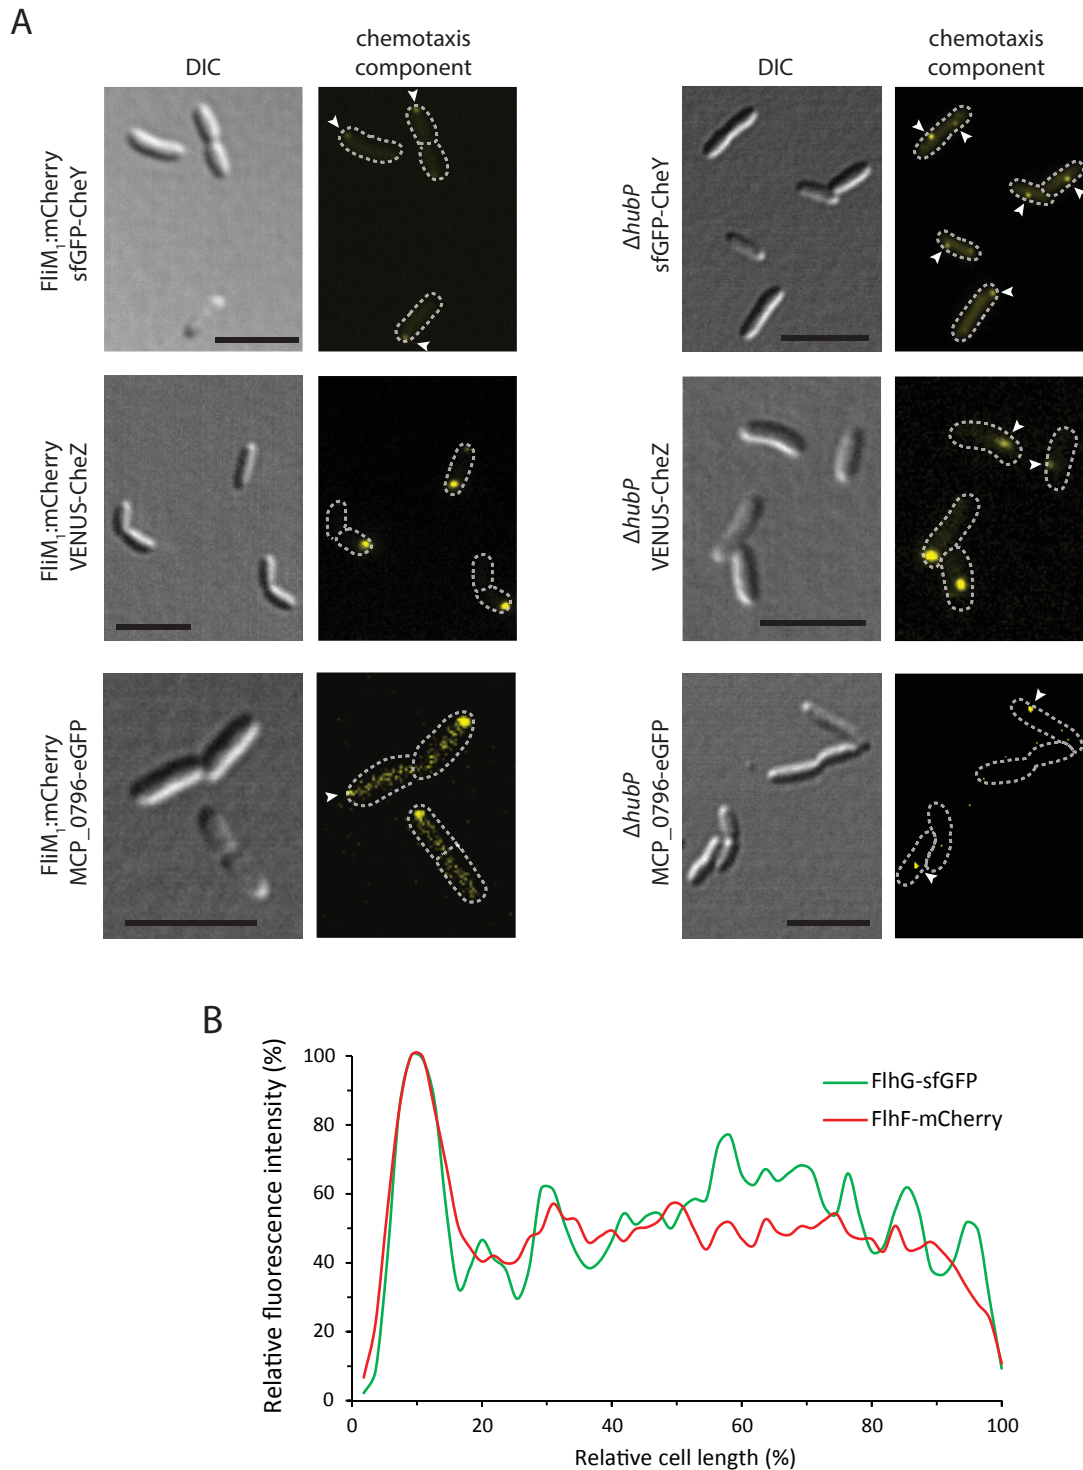 A
DIC
chemotaxis
component
DIC
chemotaxis
component
FliM₁:mCherry
sfGFP-CheY
ΔhubP
sfGFP-CheY
FliM₁:mCherry
VENUS-CheZ
ΔhubP
VENUS-CheZ
FliM₁:mCherry
MCP_0796-eGFP
ΔhubP
MCP_0796-eGFP
B
Relative fluorescence intensity (%)
100
80
60
40
20
0
FlhG-sfGFP
FlhF-mCherry
0 20 40 60 80 100
Relative cell length (%)